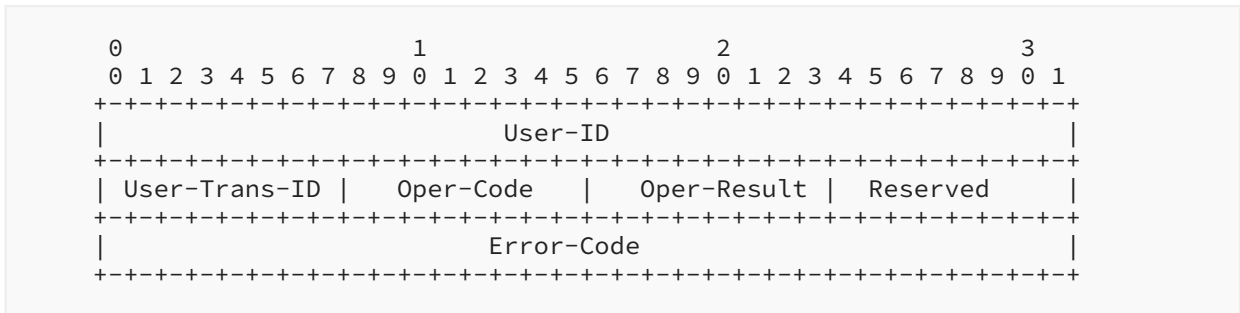 0                   1                   2                   3
 0 1 2 3 4 5 6 7 8 9 0 1 2 3 4 5 6 7 8 9 0 1 2 3 4 5 6 7 8 9 0 1
+-+-+-+-+-+-+-+-+-+-+-+-+-+-+-+-+-+-+-+-+-+-+-+-+-+-+-+-+-+-+-+-+
|                          User-ID                              |
+-+-+-+-+-+-+-+-+-+-+-+-+-+-+-+-+-+-+-+-+-+-+-+-+-+-+-+-+-+-+-+-+
| User-Trans-ID |   Oper-Code   |   Oper-Result |  Reserved     |
+-+-+-+-+-+-+-+-+-+-+-+-+-+-+-+-+-+-+-+-+-+-+-+-+-+-+-+-+-+-+-+-+
|                         Error-Code                            |
+-+-+-+-+-+-+-+-+-+-+-+-+-+-+-+-+-+-+-+-+-+-+-+-+-+-+-+-+-+-+-+-+